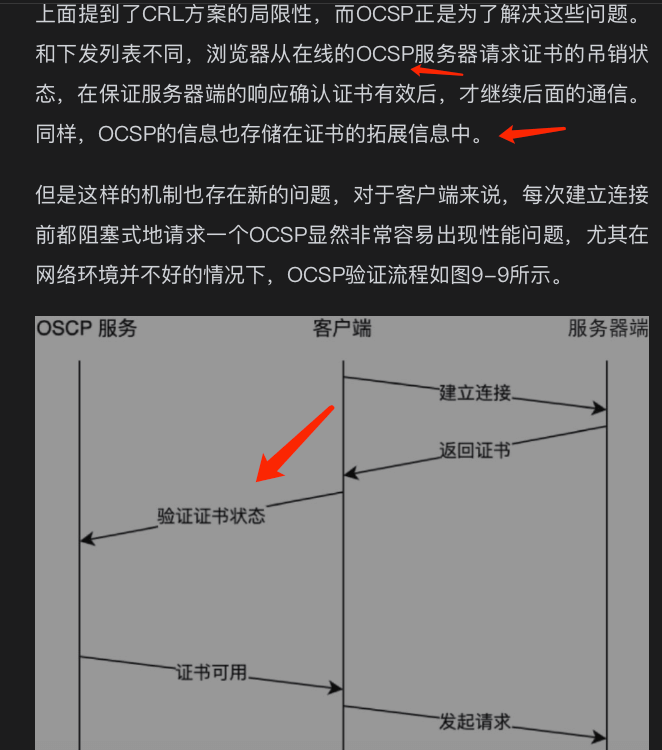 上面提到了CRL方案的局限性，而OCSP正是为了解决这些问题。
和下发列表不同，浏览器从在线的OCSP服务器请求证书的吊销状
态，在保证服务器端的响应确认证书有效后，才继续后面的通信。
同样，OCSP的信息也存储在证书的拓展信息中。
但是这样的机制也存在新的问题，对于客户端来说，每次建立连接
前都阻塞式地请求一个OCSP显然非常容易出现性能问题，尤其在
网络环境并不好的情况下，OCSP验证流程如图9-9所示。
OSCP 服务
客户端
服务器端
建立连接
返回证书
验证证书状态
证书可用
发起请求